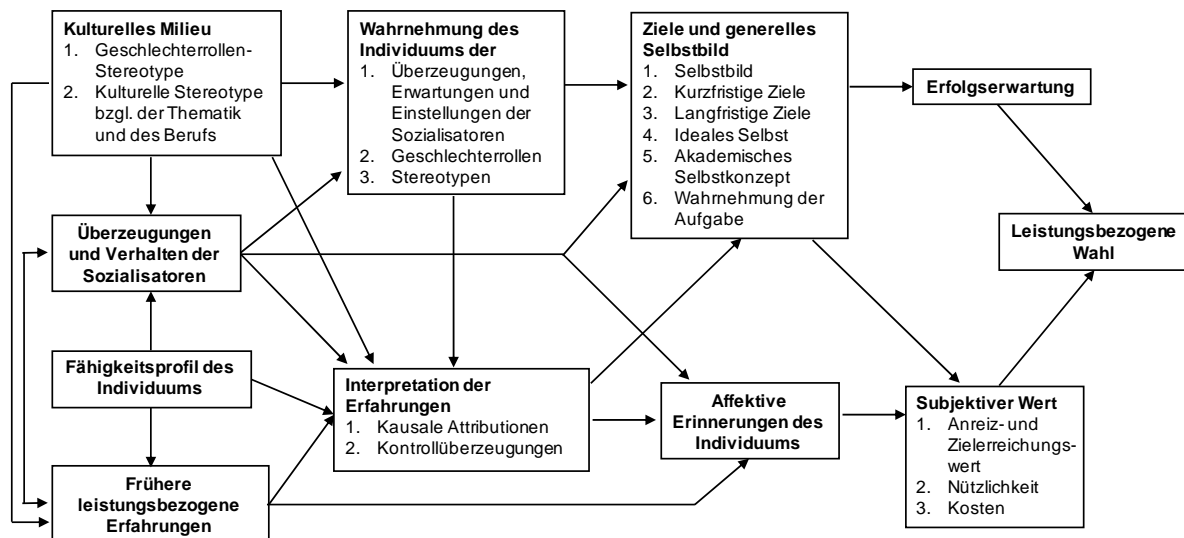 Kulturelles Milieu
1. Geschlechterrollen-
Stereotype
2. Kulturelle Stereotype
bzgl. der Thematik
und des Berufs
Wahrnehmung des
Individuums der
1. Überzeugungen,
Erwartungen und
Einstellungen der
Sozialisatoren
2. Geschlechterrollen
3. Stereotypen
Ziele und generelles
Selbstbild
1. Selbstbild
2. Kurzfristige Ziele
3. Langfristige Ziele
4. Ideales Selbst
5. Akademisches
Selbstkonzept
6. Wahrnehmung der
Aufgabe
Erfolgserwartung
Überzeugungen
und Verhalten der
Sozialisatoren
Leistungsbezogene
Wahl
Fähigkeitsprofil des
Individuums
Interpretation der
Erfahrungen
1. Kausale Attributionen
2. Kontrollüberzeugungen
Affektive
Erinnerungen des
Individuums
Subjektiver Wert
1. Anreiz- und
Zielerreichungs-
wert
2. Nützlichkeit
3. Kosten
Frühere
leistungsbezogene
Erfahrungen